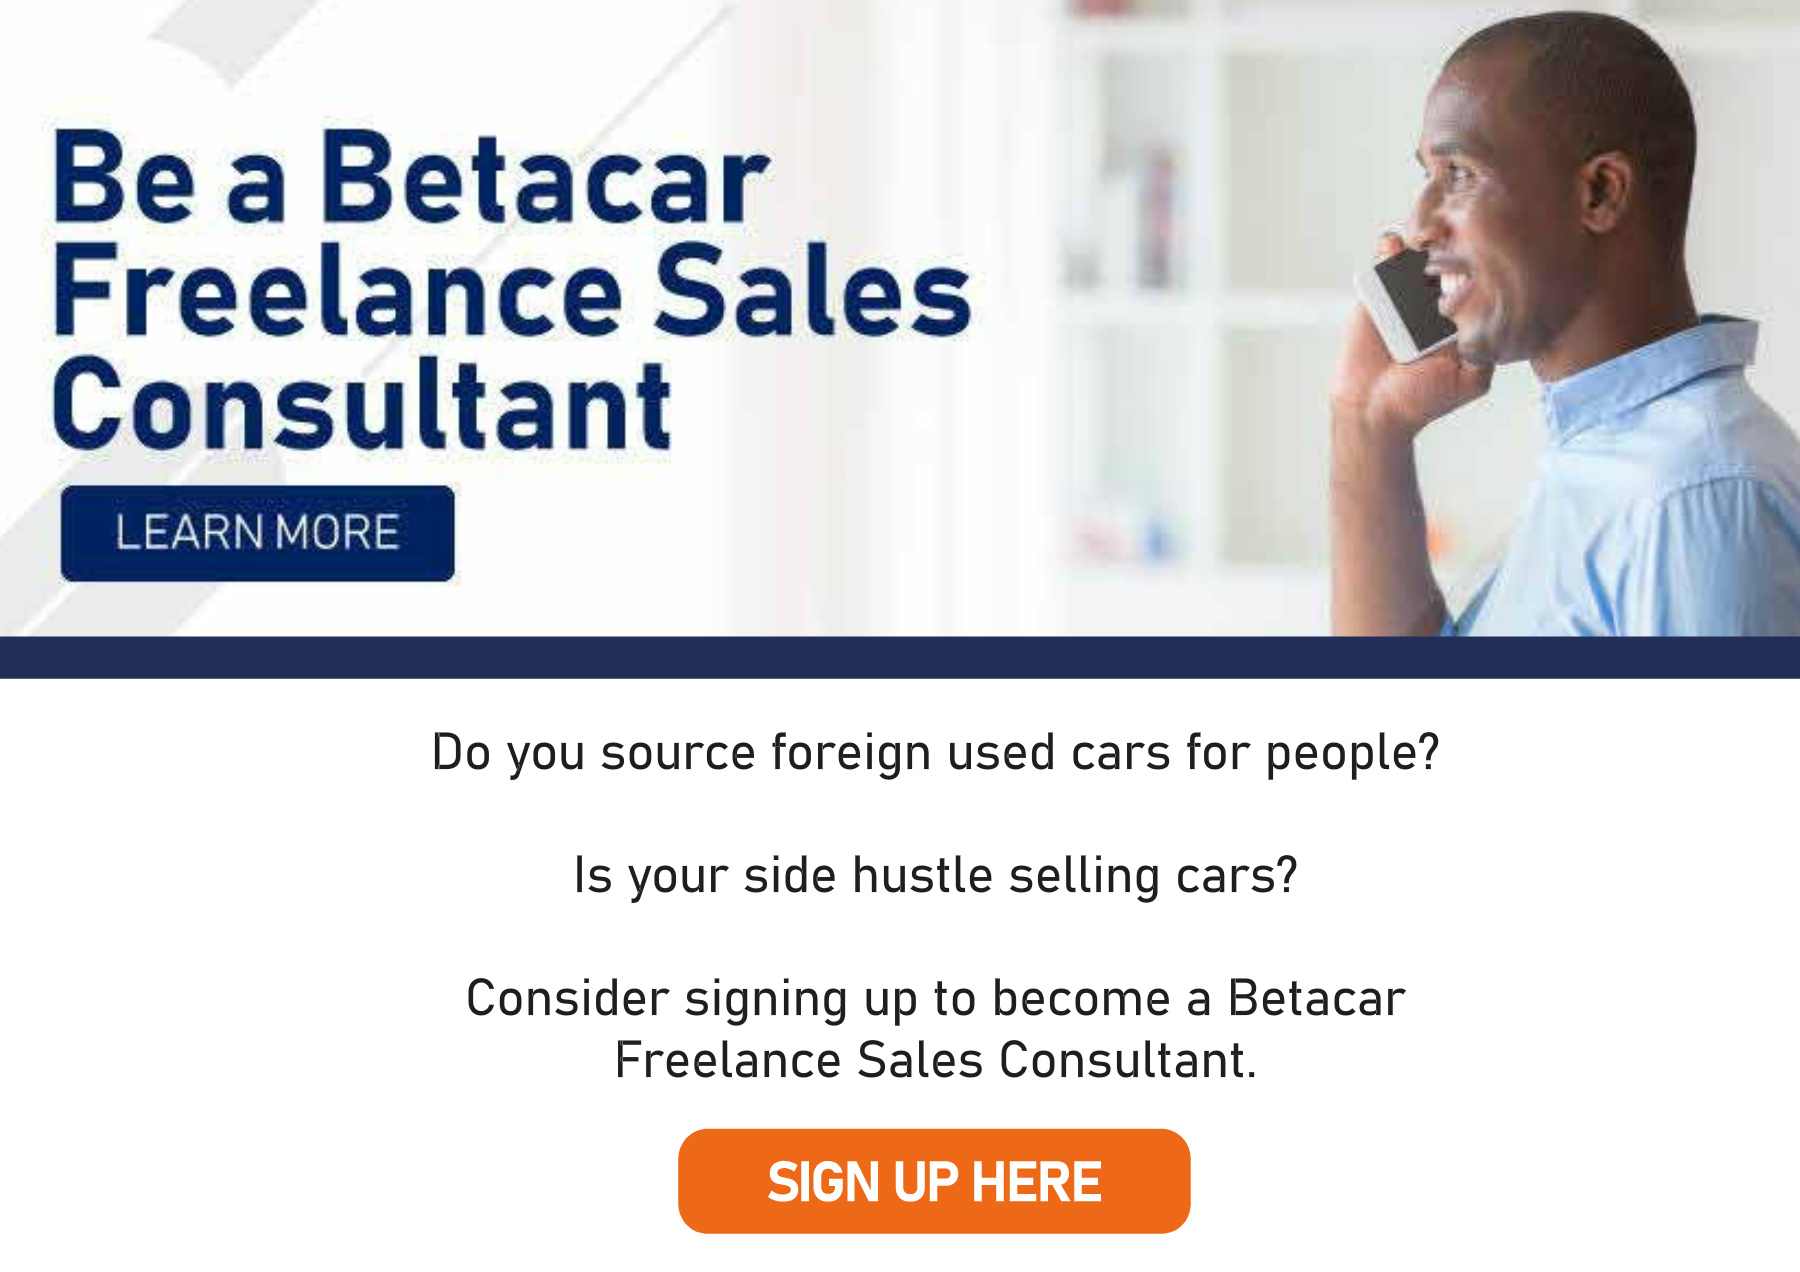 Be a Betacar
Freelance Sales
Consultant
LEARN MORE
Do you source foreign used cars for people?
Is your side hustle selling cars?
Consider signing up to become a Betacar
Freelance Sales Consultant.
SIGN UP HERE